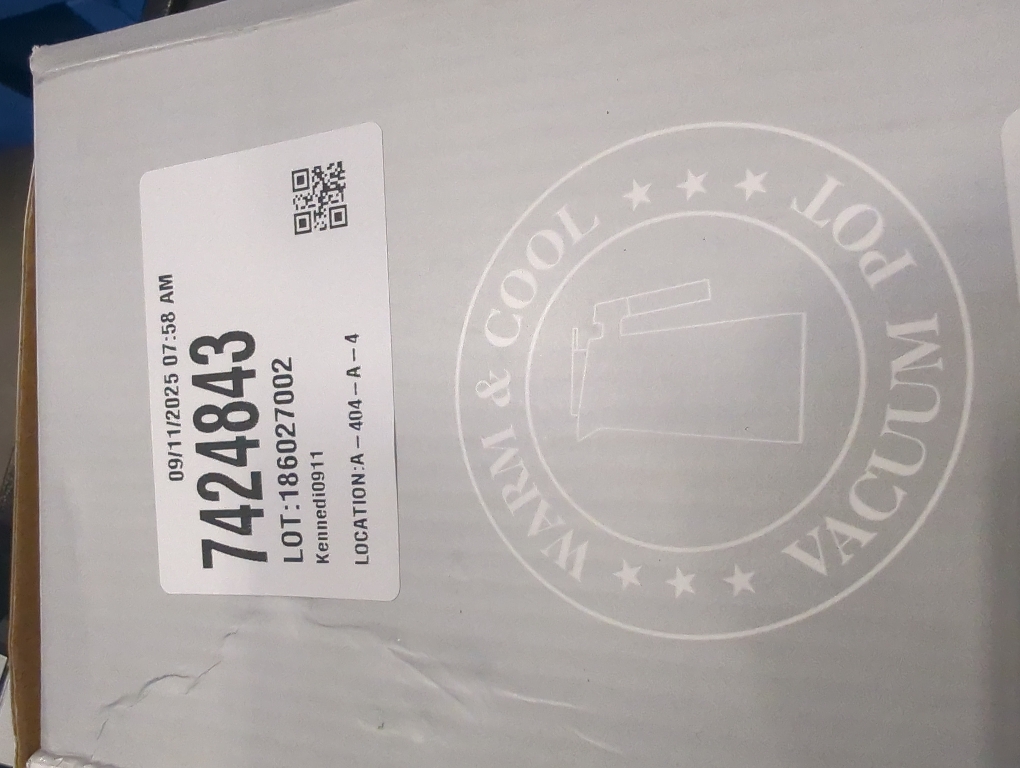 09/11/2025 07:58 AM
7424843
LOT:186027002
Kennedi0911
LOCATION:A-404-A-4
WARM & COOL
VACUUM POT